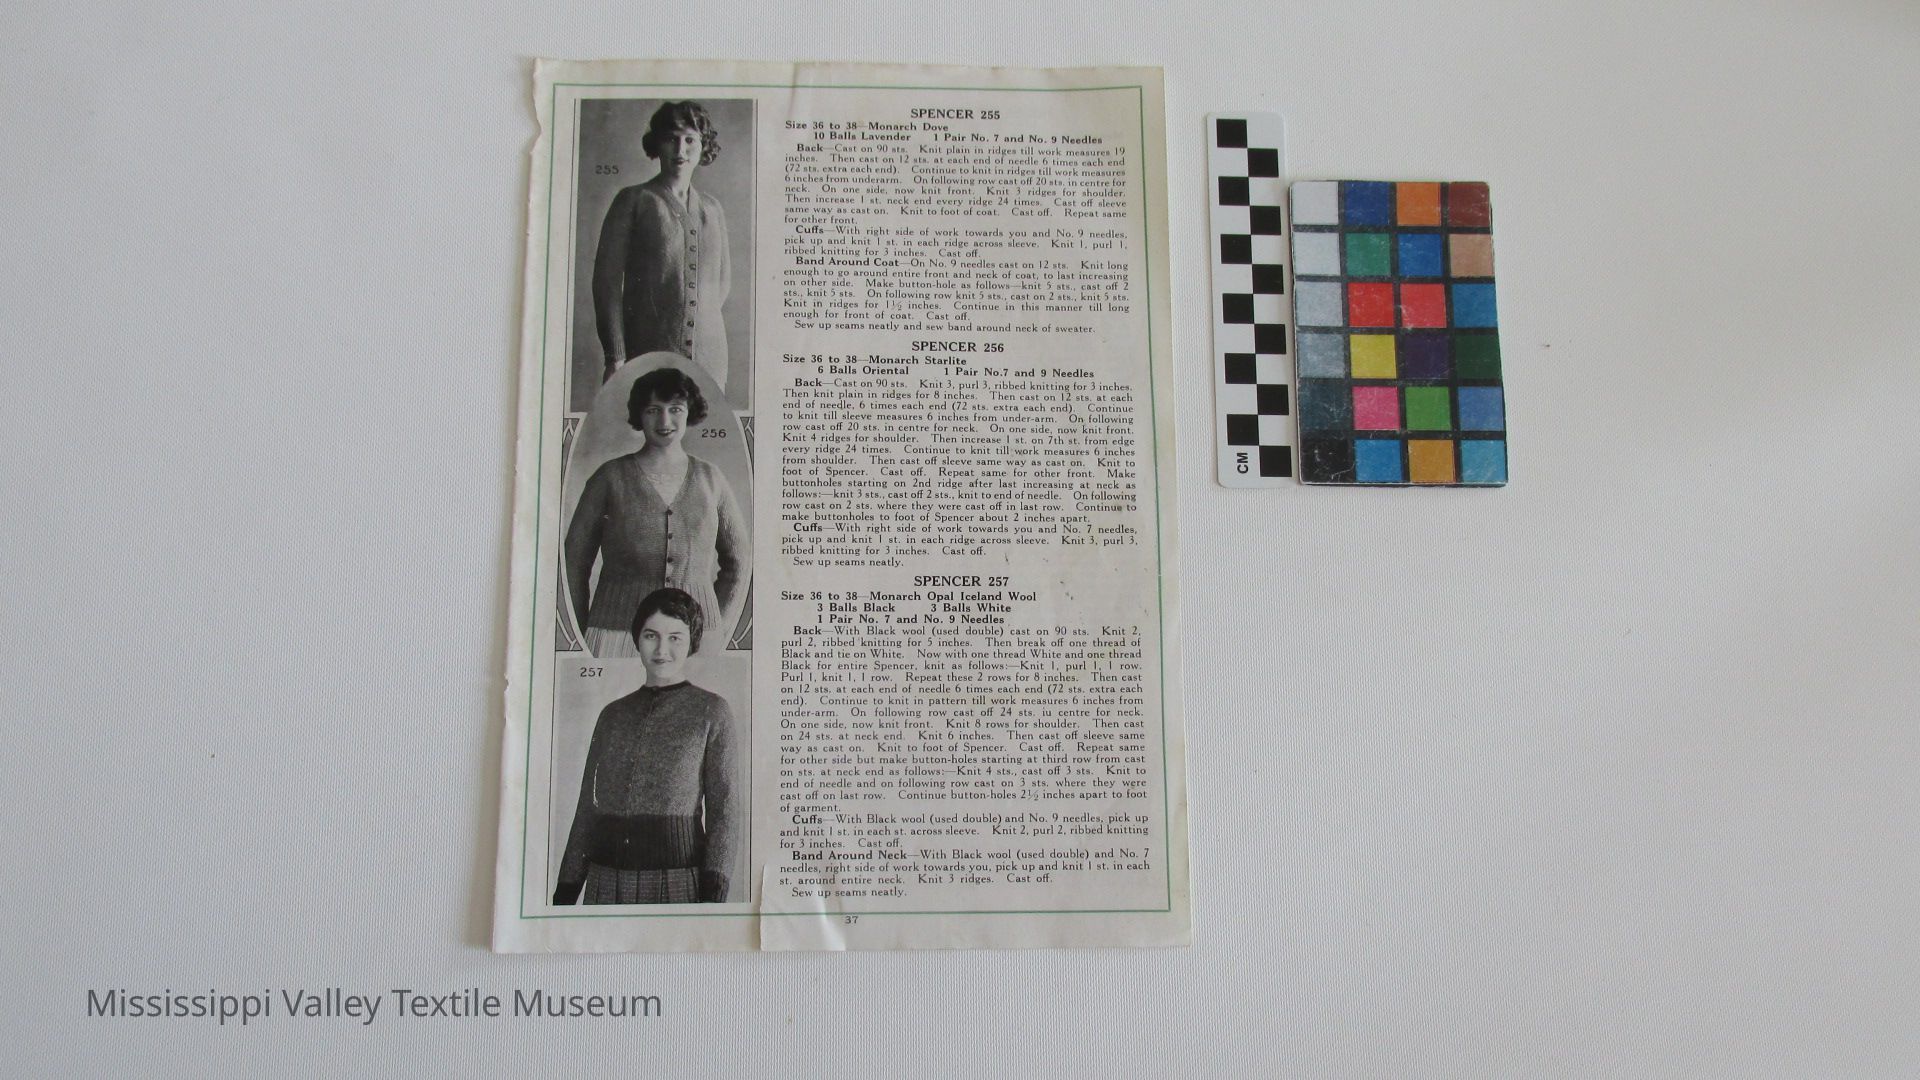 255
256
257
SPENCER 255
Size 36 to 38—Monarch Dove
10 Balls Lavender 1 Pair No. 7 and No. 9 Needles
Back—Cast on 90 sts. Knit plain in ridges till work measures 19
inches. Then cast on 12 sts. at each end of needle 6 times each end
(72 sts. extra each end). Continue to knit in ridges till work measures
6 inches from underarm. On following row cast off 20 sts. in centre for
neck. On one side, now knit front. Knit 3 ridges for shoulder.
Then increase 1 st. neck end every ridge 24 times. Cast off sleeve
same way as cast on. Knit to foot of coat. Cast off. Repeat same
for other front.
Cuffs—With right side of work towards you and No. 9 needles,
pick up and knit 1 st. in each ridge across sleeve. Knit 1, purl 1,
ribbed knitting for 3 inches. Cast off.
Band Around Coat—On No. 9 needles cast on 12 sts. Knit long
enough to go around entire front and neck of coat, to last increasing
on other side. Make button-hole as follows—knit 5 sts., cast off 2
sts., knit 5 sts. On following row knit 5 sts., cast on 2 sts., knit 5 sts.
Knit in ridges for 1½ inches. Continue in this manner till long
enough for front of coat. Cast off.
Sew up seams neatly and sew band around neck of sweater.
SPENCER 256
Size 36 to 38—Monarch Starlite
6 Balls Oriental 1 Pair No.7 and 9 Needles
Back—Cast on 90 sts. Knit 3, purl 3, ribbed knitting for 3 inches.
Then knit plain in ridges for 8 inches. Then cast on 12 sts. at each
end of needle, 6 times each end (72 sts. extra each end). Continue
to knit till sleeve measures 6 inches from under-arm. On following
row cast off 20 sts. in centre for neck. On one side, now knit front.
Knit 4 ridges for shoulder. Then increase 1 st. on 7th st. from edge
every ridge 24 times. Continue to knit till work measures 6 inches
from shoulder. Then cast off sleeve same way as cast on. Knit to
foot of Spencer. Cast off. Repeat same for other front. Make
buttonholes starting on 2nd ridge after last increasing at neck as
follows:—knit 3 sts., cast off 2 sts., knit to end of needle. On following
row cast on 2 sts. where they were cast off in last row. Continue to
make buttonholes to foot of Spencer about 2 inches apart.
Cuffs—With right side of work towards you and No. 7 needles,
pick up and knit 1 st. in each ridge across sleeve. Knit 3, purl 3,
ribbed knitting for 3 inches. Cast off.
Sew up seams neatly.
SPENCER 257
Size 36 to 38—Monarch Opal Iceland Wool
3 Balls Black 3 Balls White
1 Pair No. 7 and No. 9 Needles
Back—With Black wool (used double) cast on 90 sts. Knit 2,
purl 2, ribbed knitting for 5 inches. Then break off one thread of
Black and tie on White. Now with one thread White and one thread
Black for entire Spencer, knit as follows:—Knit 1, purl 1, 1 row.
Purl 1, knit 1, 1 row. Repeat these 2 rows for 8 inches. Then cast
on 12 sts. at each end of needle 6 times each end (72 sts. extra each
end). Continue to knit in pattern till work measures 6 inches from
under-arm. On following row cast off 24 sts. iu centre for neck.
On one side, now knit front. Knit 8 rows for shoulder. Then cast
on 24 sts. at neck end. Knit 6 inches. Then cast off sleeve same
way as cast on. Knit to foot of Spencer. Cast off. Repeat same
for other side but make button-holes starting at third row from cast
on sts. at neck end as follows:—Knit 4 sts., cast off 3 sts. Knit to
end of needle and on following row cast on 3 sts. where they were
cast off on last row. Continue button-holes 2½ inches apart to foot
of garment.
Cuffs—With Black wool (used double) and No. 9 needles, pick up
and knit 1 st. in each st. across sleeve. Knit 2, purl 2, ribbed knitting
for 3 inches. Cast off.
Band Around Neck—With Black wool (used double) and No. 7
needles, right side of work towards you, pick up and knit 1 st. in each
st. around entire neck. Knit 3 ridges. Cast off.
Sew up seams neatly.
37
CM
Mississippi Valley Textile Museum